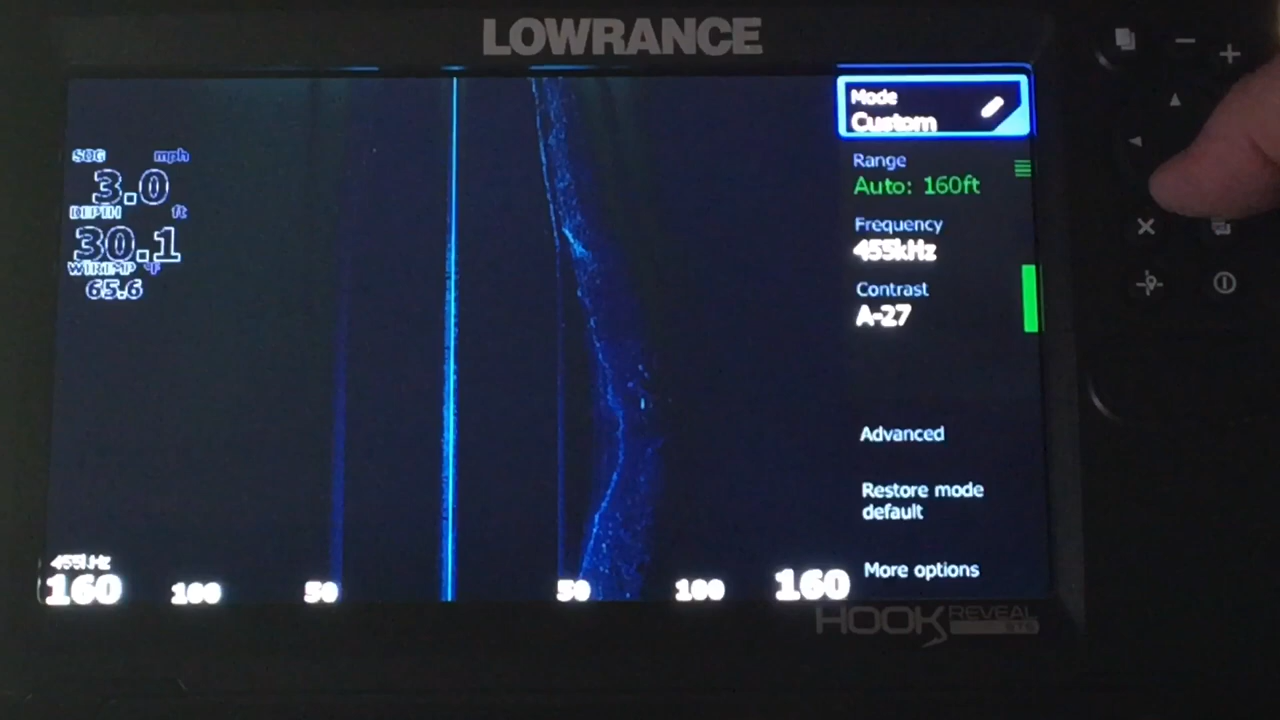 LOWRANCE
SOG mph
3.0
DEPTH ft
30.1
°F
65.6
Mode
Custom
Range
Auto: 160ft
Frequency
455kHz
Contrast
A-27
Advanced
Restore mode
default
More options
455kHz
160 100 50 50 100 160
HOOK REVEAL